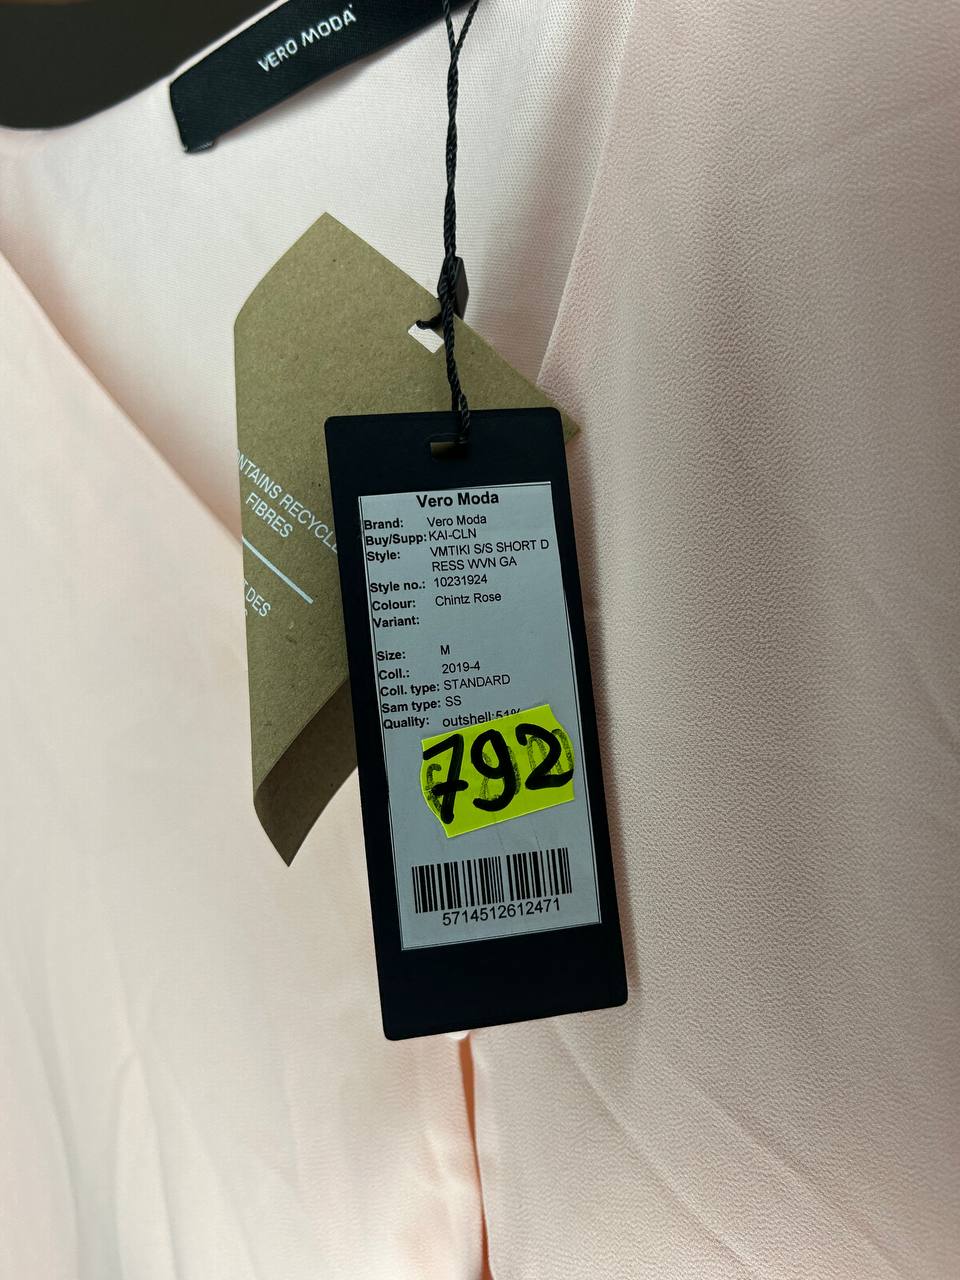 VERO MODA
CONTAINS RECYCLED
FIBRES
DES
Vero Moda
Brand: Vero Moda
Buy/Supp: KAI-CLN
Style: VMTIKI S/S SHORT D
RESS WVN GA
Style no.: 10231924
Colour: Chintz Rose
Variant:
Size: M
Coll.: 2019-4
Coll. type: STANDARD
Sam type: SS
Quality: outshell:51%
792
5714512612471